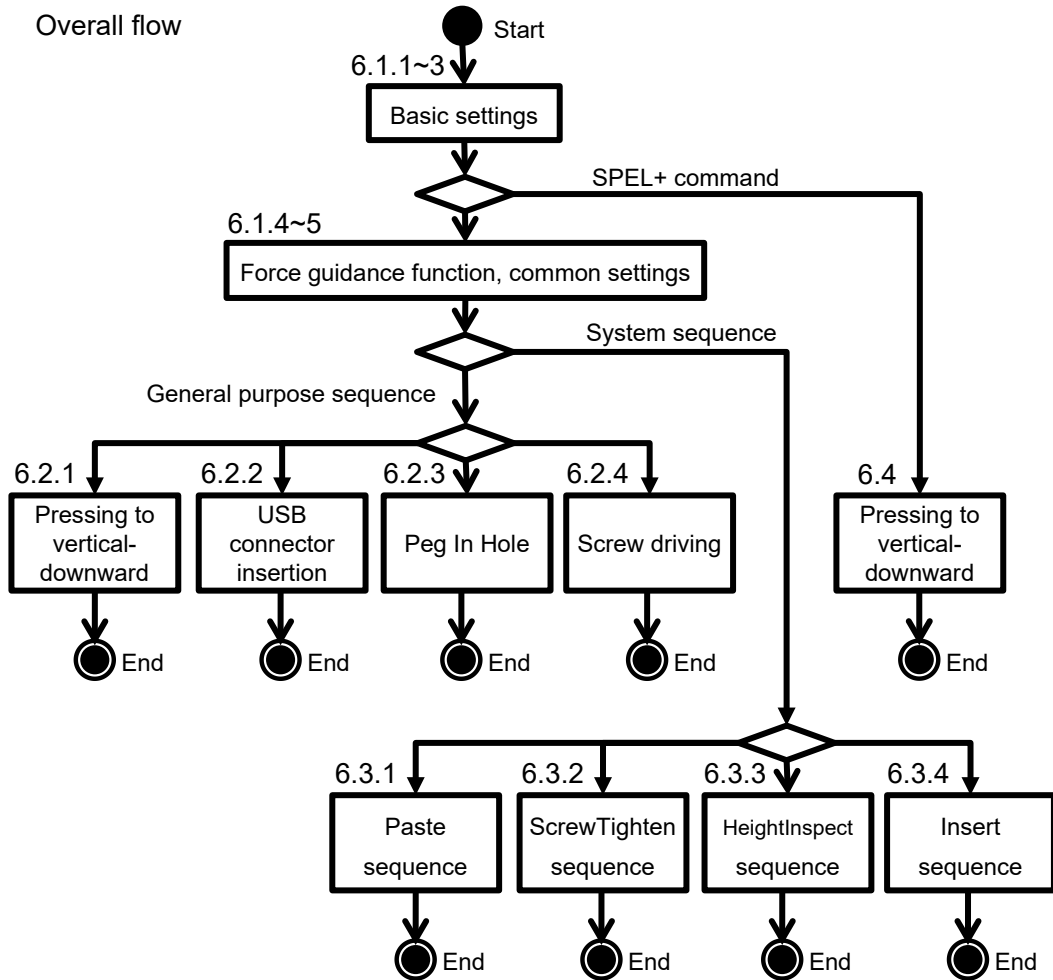 Overall flow
Start
6.1.1~3
Basic settings
SPEL+ command
6.1.4~5
Force guidance function, common settings
System sequence
General purpose sequence
6.2.1
6.2.2
6.2.3
6.2.4
6.4
Pressing to
vertical-
downward
USB
connector
insertion
Peg In Hole
Screw driving
Pressing to
vertical-
downward
End
End
End
End
End
6.3.1
6.3.2
6.3.3
6.3.4
Paste
sequence
ScrewTighten
sequence
HeightInspect
sequence
Insert
sequence
End
End
End
End